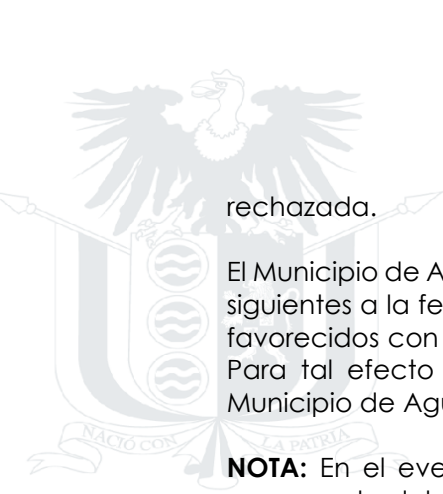 rechazada.
El Municipio de A
siguientes a la fe
favorecidos con
Para tal efecto
Municipio de Agu
NACIÓ CON LA PATRIA
NOTA: En el eve